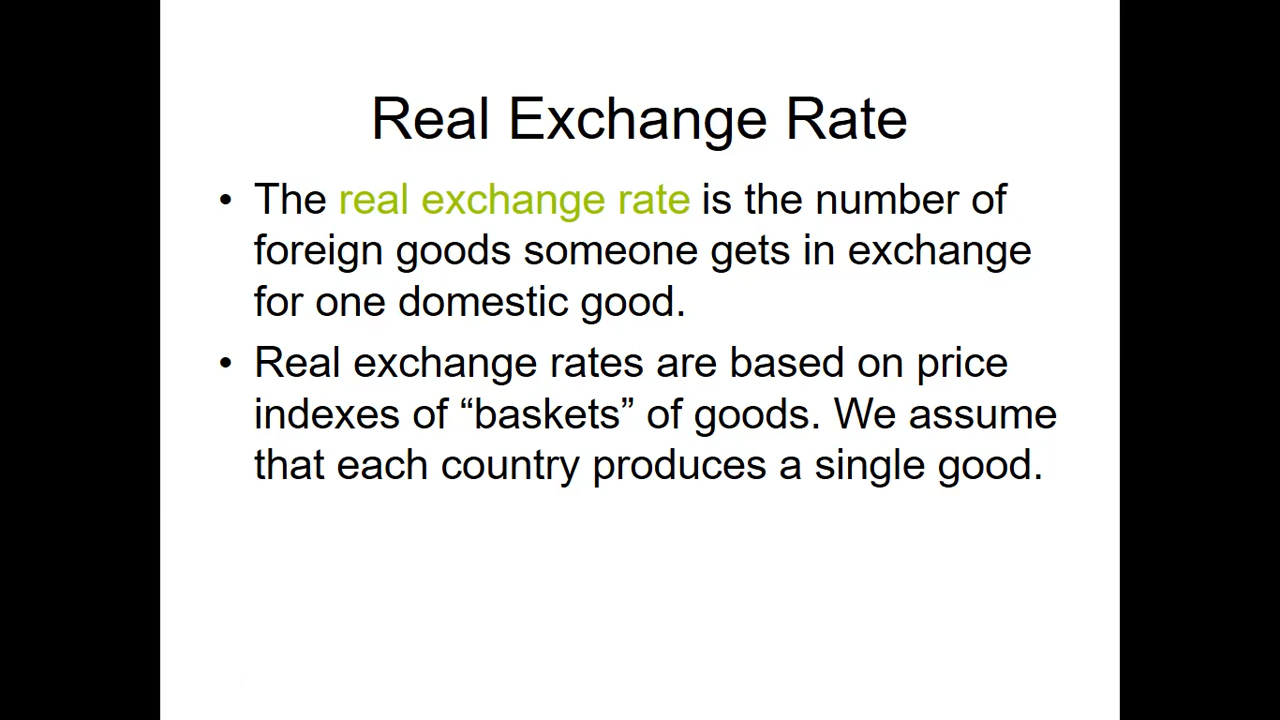 Real Exchange Rate
• The real exchange rate is the number of
foreign goods someone gets in exchange
for one domestic good.
• Real exchange rates are based on price
indexes of “baskets” of goods. We assume
that each country produces a single good.